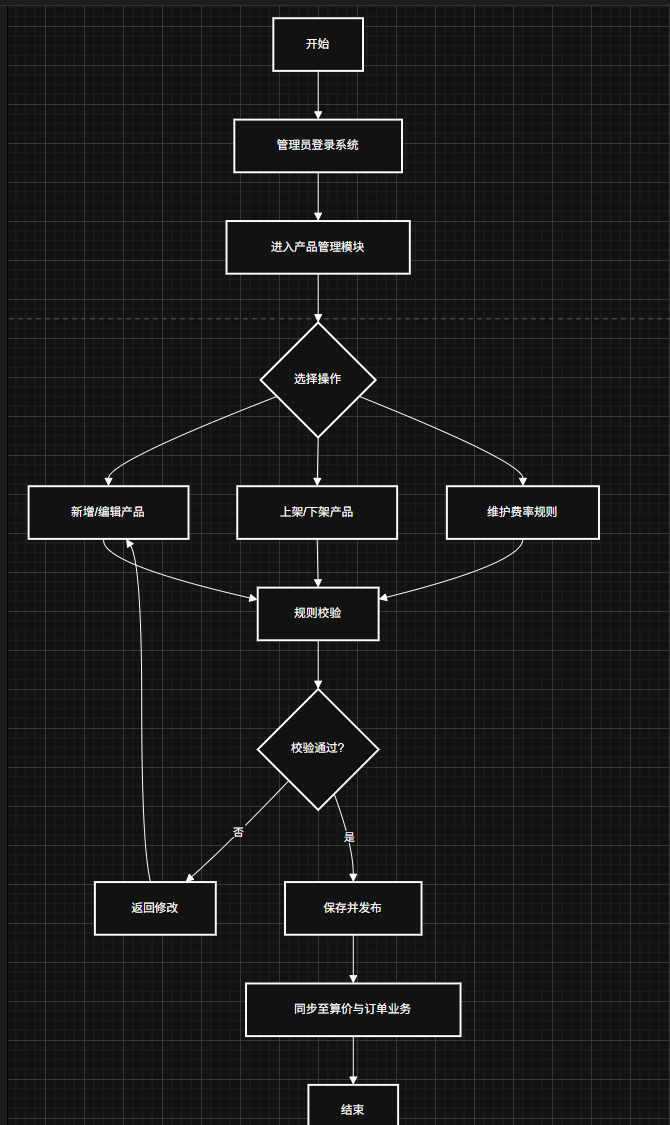 开始
管理员登录系统
进入产品管理模块
选择操作
新增/编辑产品
上架/下架产品
维护费率规则
规则校验
校验通过?
否
是
返回修改
保存并发布
同步至算价与订单业务
结束